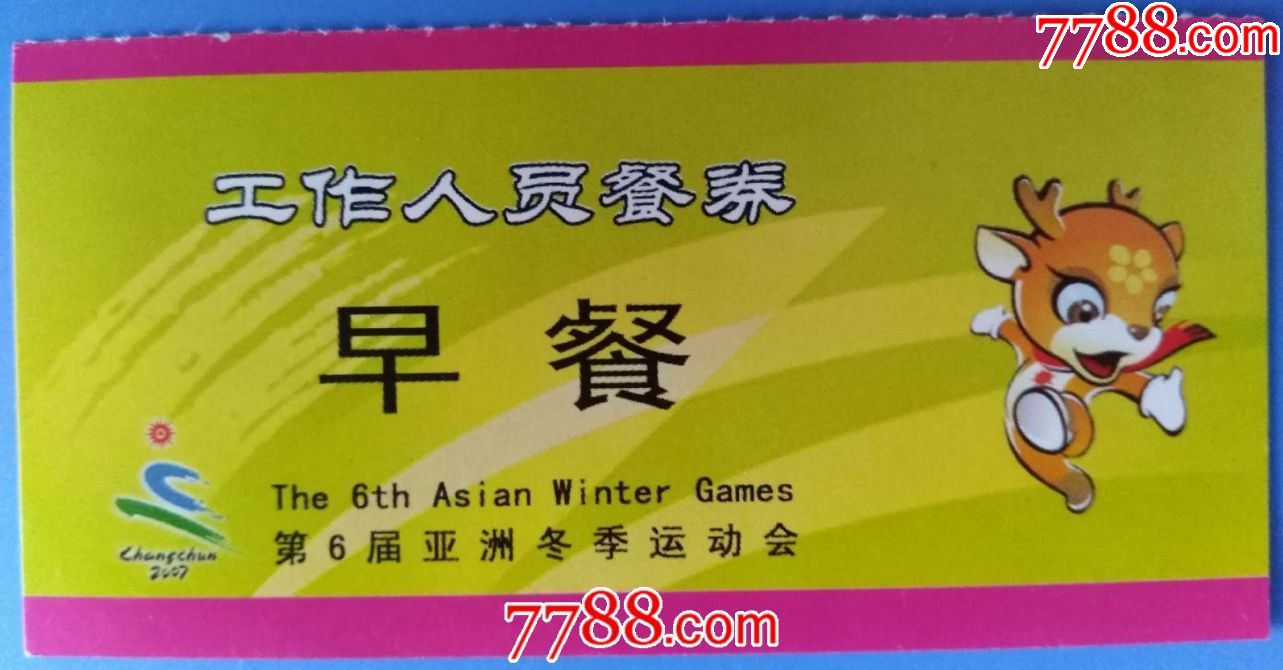 7788.com
工作人员餐券
早餐
The 6th Asian Winter Games
第6届亚洲冬季运动会
Changchun
2007
7788.com